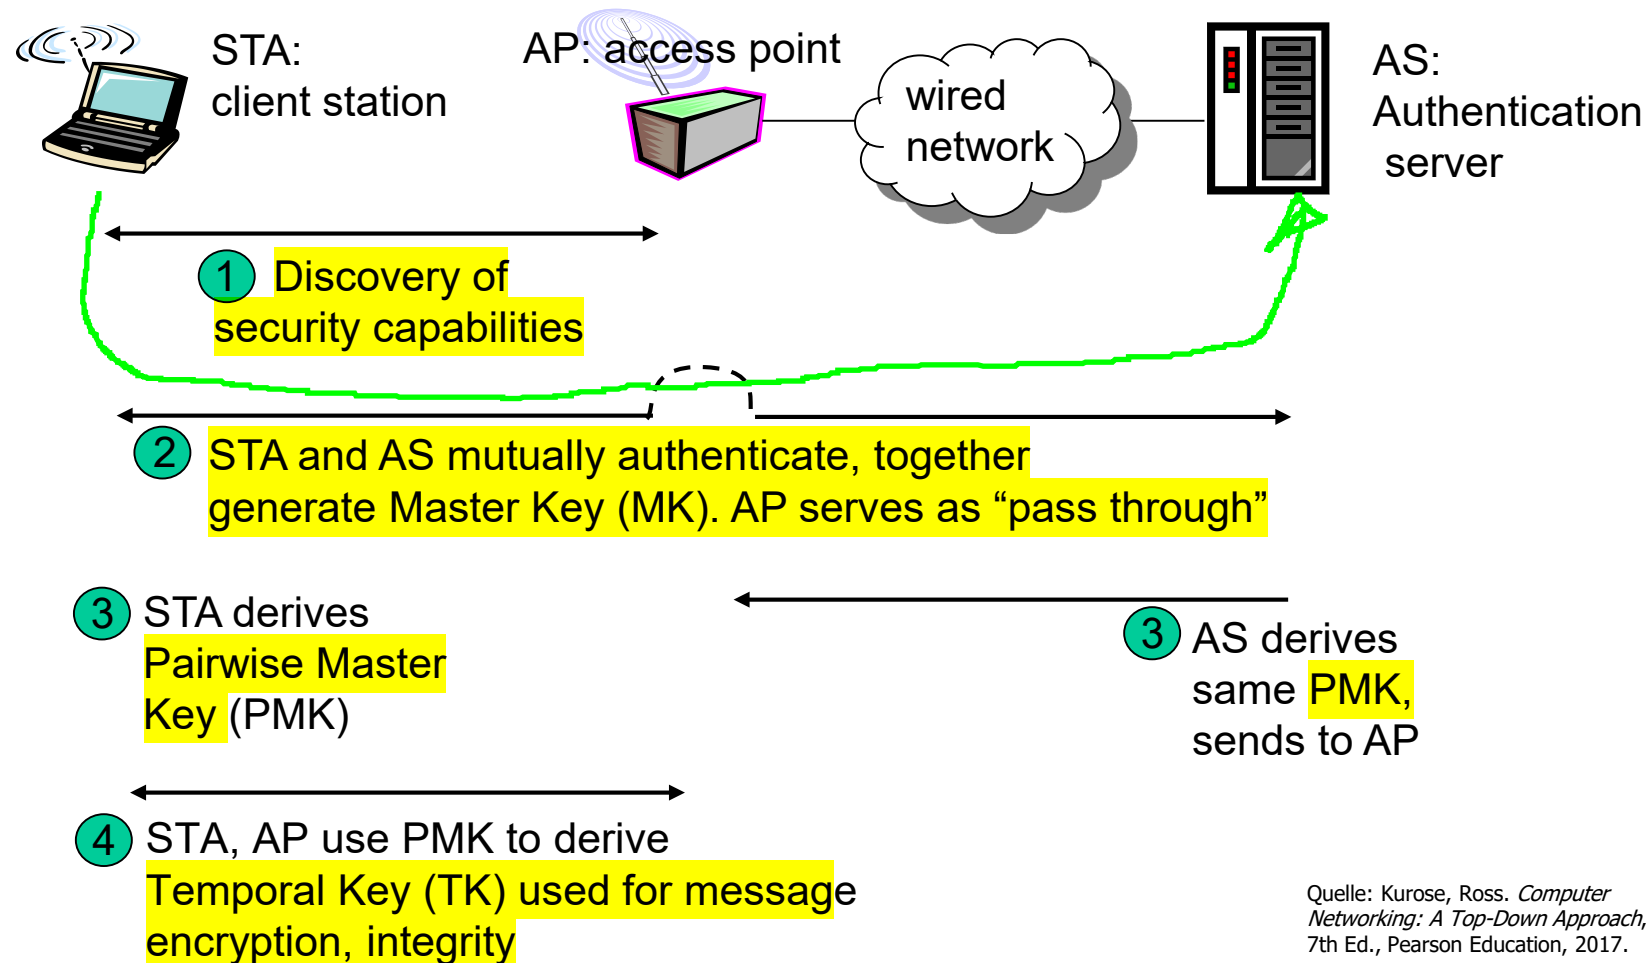 STA:
client station
AP: access point
wired
network
AS:
Authentication
server
1 Discovery of
security capabilities
2 STA and AS mutually authenticate, together
generate Master Key (MK). AP serves as “pass through”
3 STA derives
Pairwise Master
Key (PMK)
3 AS derives
same PMK,
sends to AP
4 STA, AP use PMK to derive
Temporal Key (TK) used for message
encryption, integrity
Quelle: Kurose, Ross. Computer
Networking: A Top-Down Approach,
7th Ed., Pearson Education, 2017.